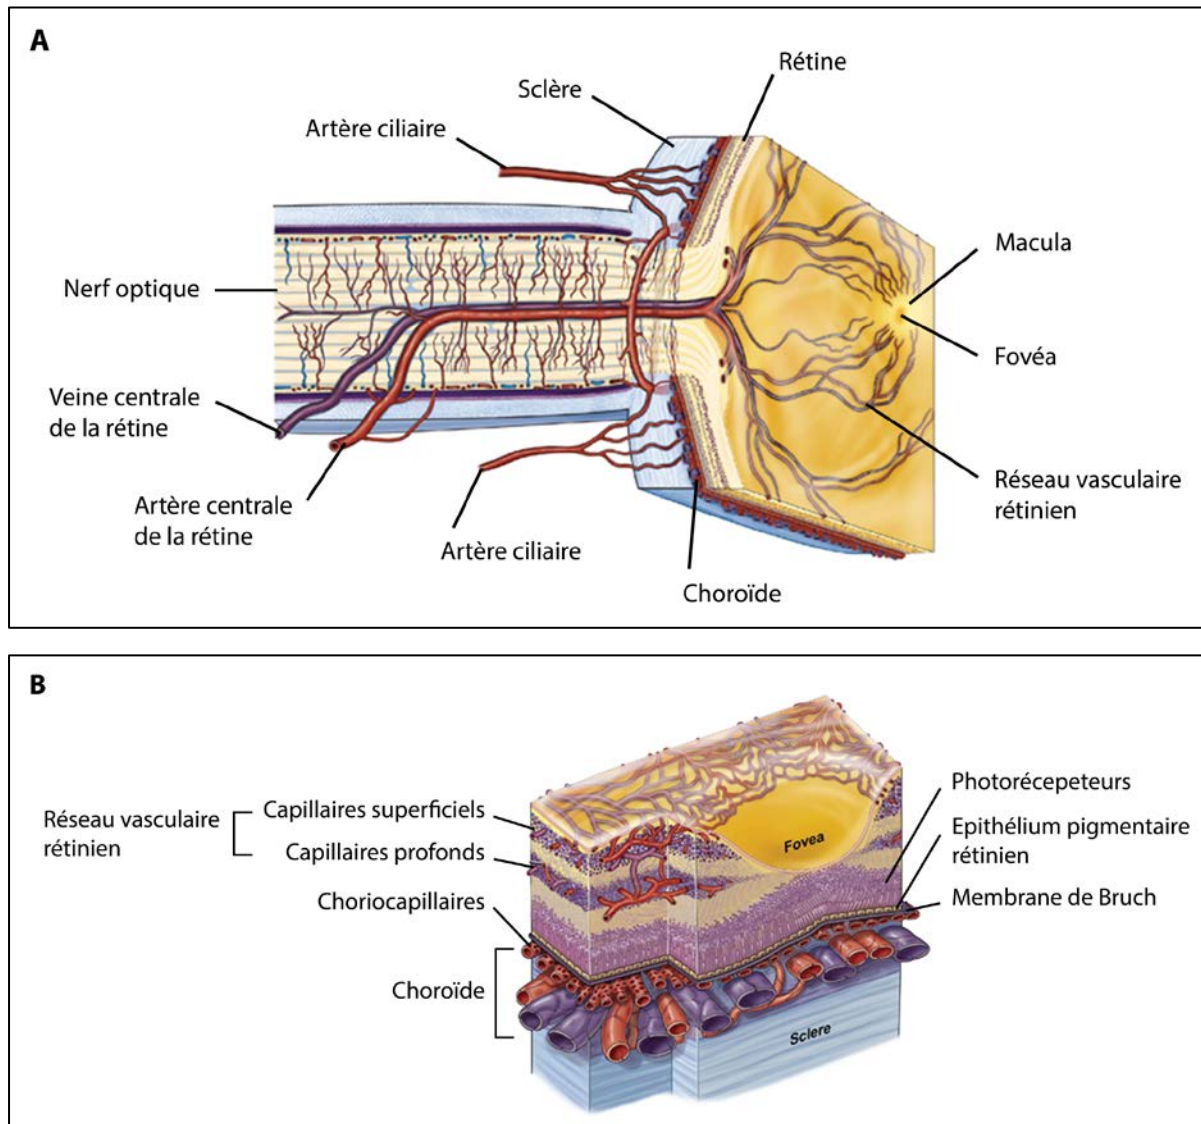 A
Rétine
Sclère
Artère ciliaire
Macula
Nerf optique
Fovéa
Veine centrale
de la rétine
Réseau vasculaire
rétinien
Artère centrale
de la rétine
Artère ciliaire
Choroïde
B
Photorécepeteurs
Capillaires superficiels
Réseau vasculaire
rétinien
Epithélium pigmentaire
rétinien
Fovea
Capillaires profonds
Membrane de Bruch
Choriocapillaires
Choroïde
Sclere